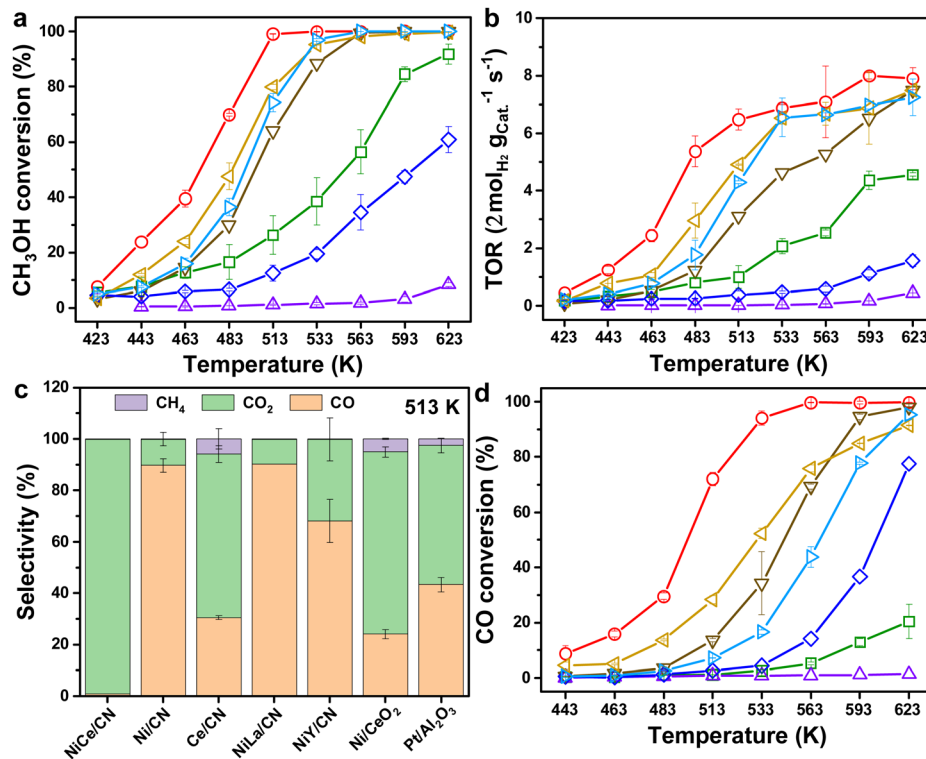 a
CH₃OH conversion (%)
100
80
60
40
20
0
423 443 463 483 513 533 563 593 623
Temperature (K)
b
TOR (2mol_H₂ g_Cat.⁻¹ s⁻¹)
10
8
6
4
2
0
423 443 463 483 513 533 563 593 623
Temperature (K)
c
CH₄ CO₂ CO 513 K
Selectivity (%)
120
100
80
60
40
20
0
NiCe/CN Ni/CN Ce/CN NiLa/CN NiY/CN Ni/CeO₂ Pt/Al₂O₃
d
CO conversion (%)
100
80
60
40
20
0
443 463 483 513 533 563 593 623
Temperature (K)